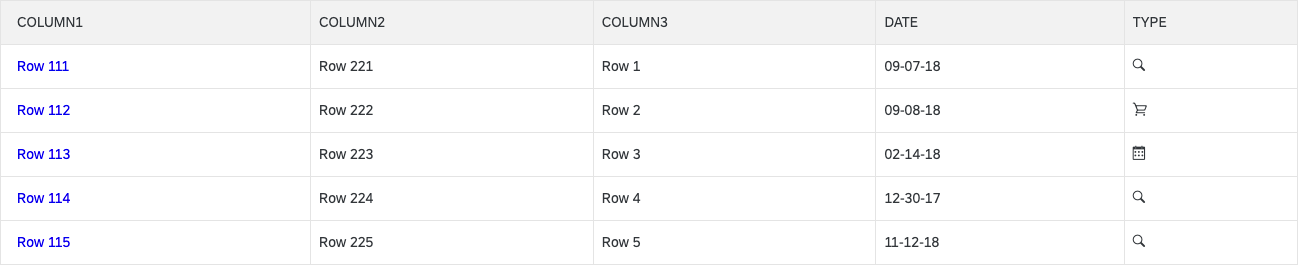 COLUMN1 COLUMN2 COLUMN3 DATE TYPE
Row 111 Row 221 Row 1 09-07-18
Row 112 Row 222 Row 2 09-08-18
Row 113 Row 223 Row 3 02-14-18
Row 114 Row 224 Row 4 12-30-17
Row 115 Row 225 Row 5 11-12-18